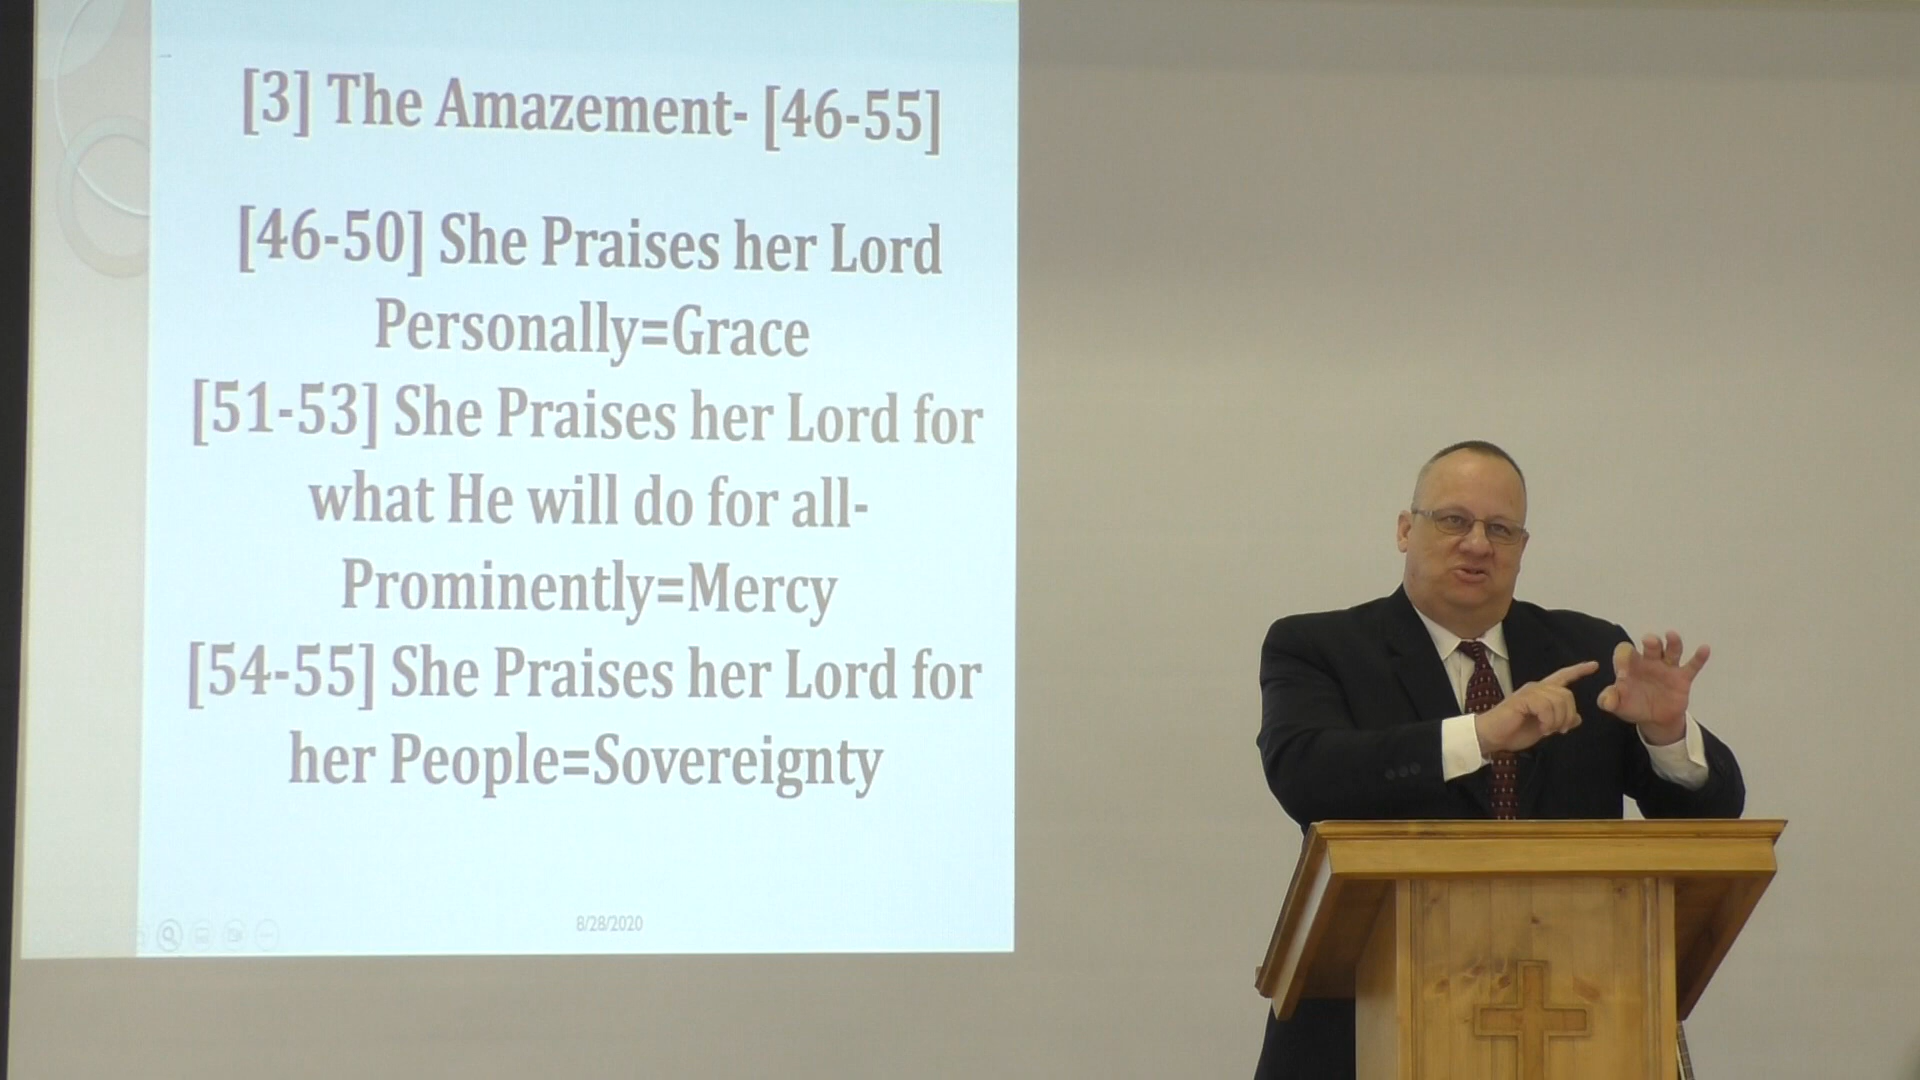 [3] The Amazement- [46-55]
[46-50] She Praises her Lord
Personally=Grace
[51-53] She Praises her Lord for
what He will do for all-
Prominently=Mercy
[54-55] She Praises her Lord for
her People=Sovereignty
8/28/2020